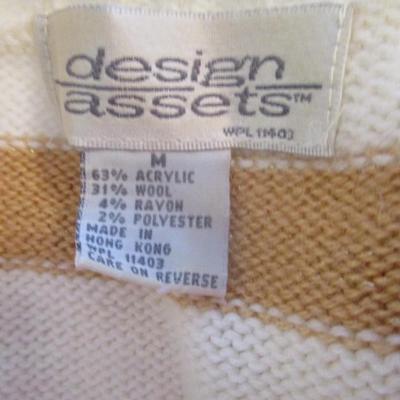 design
assets™
WPL 11403
M
63% ACRYLIC
31% WOOL
4% RAYON
2% POLYESTER
MADE IN
HONG KONG
WPL 11403
CARE ON REVERSE